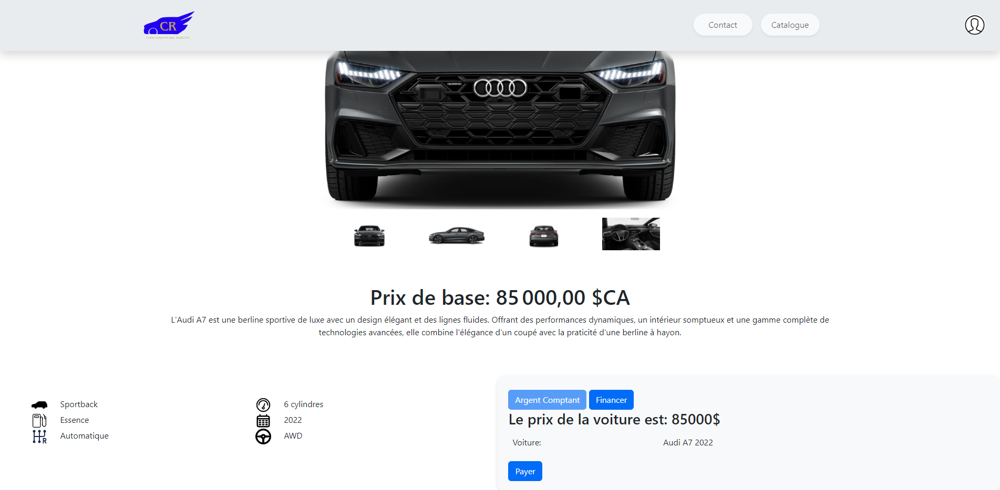 CR
CONCESSIONNAIRE RUBIDUS
Contact
Catalogue
Prix de base: 85 000,00 $CA
L'Audi A7 est une berline sportive de luxe avec un design élégant et des lignes fluides. Offrant des performances dynamiques, un intérieur somptueux et une gamme complète de
technologies avancées, elle combine l'élégance d'un coupé avec la praticité d'une berline à hayon.
Sportback
6 cylindres
Essence
2022
R
Automatique
AWD
Argent Comptant
Financer
Le prix de la voiture est: 85000$
Voiture:
Audi A7 2022
Payer